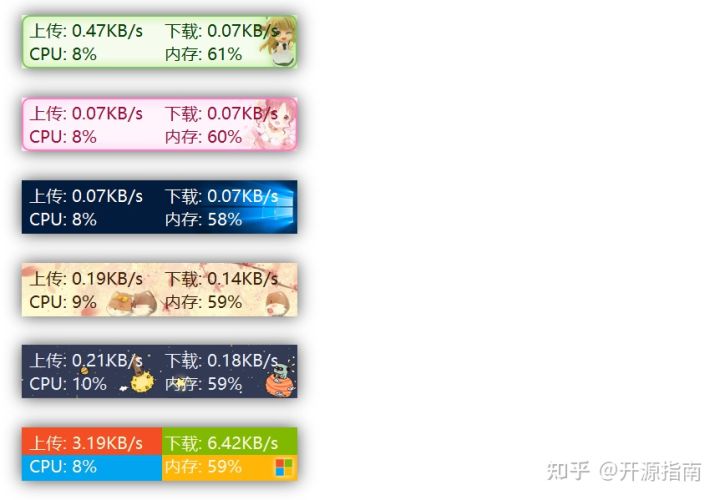 上传: 0.47KB/s 下载: 0.07KB/s
CPU: 8% 内存: 61%
上传: 0.07KB/s 下载: 0.07KB/s
CPU: 8% 内存: 60%
上传: 0.07KB/s 下载: 0.07KB/s
CPU: 8% 内存: 58%
上传: 0.19KB/s 下载: 0.14KB/s
CPU: 9% 内存: 59%
上传: 0.21KB/s 下载: 0.18KB/s
CPU: 10% 内存: 59%
上传: 3.19KB/s 下载: 6.42KB/s
CPU: 8% 内存: 59%
知乎 @开源指南